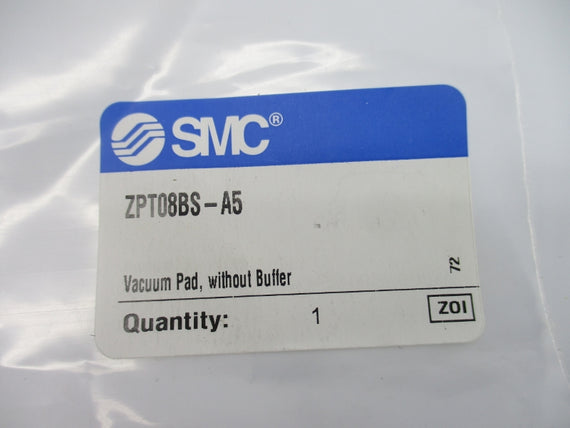 SMC®
ZPT08BS-A5
Vacuum Pad, without Buffer
72
Quantity: 1
ZOI